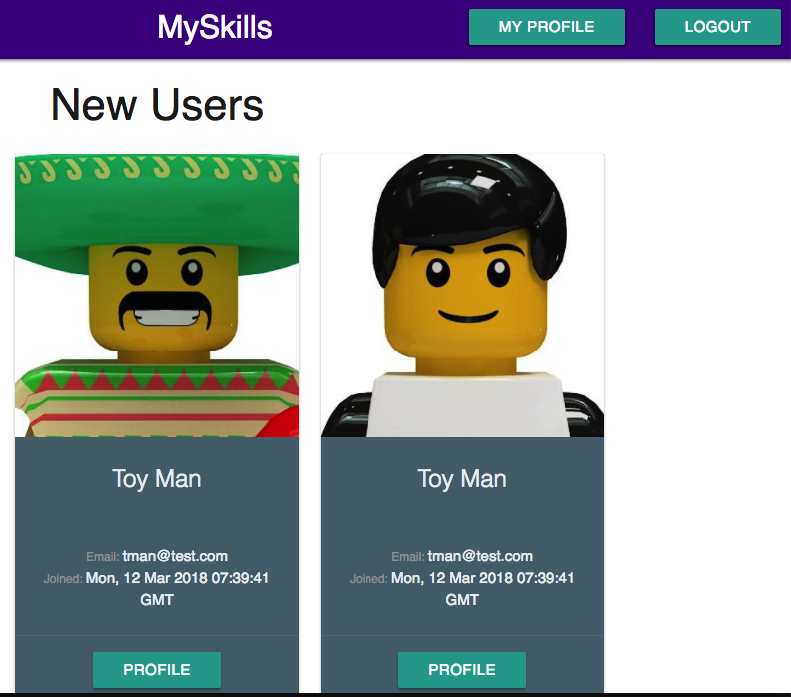 MySkills
MY PROFILE
LOGOUT
New Users
Toy Man
Email: tman@test.com
Joined: Mon, 12 Mar 2018 07:39:41
GMT
PROFILE
Toy Man
Email: tman@test.com
Joined: Mon, 12 Mar 2018 07:39:41
GMT
PROFILE